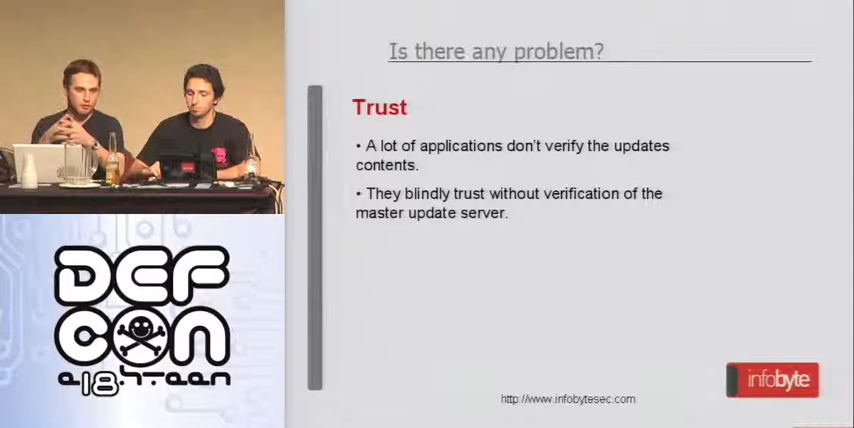 Is there any problem?
Trust
• A lot of applications don't verify the updates
contents.
• They blindly trust without verification of the
master update server.
DEF
CON
e18hteen
infobyte
http://www.infobytesec.com